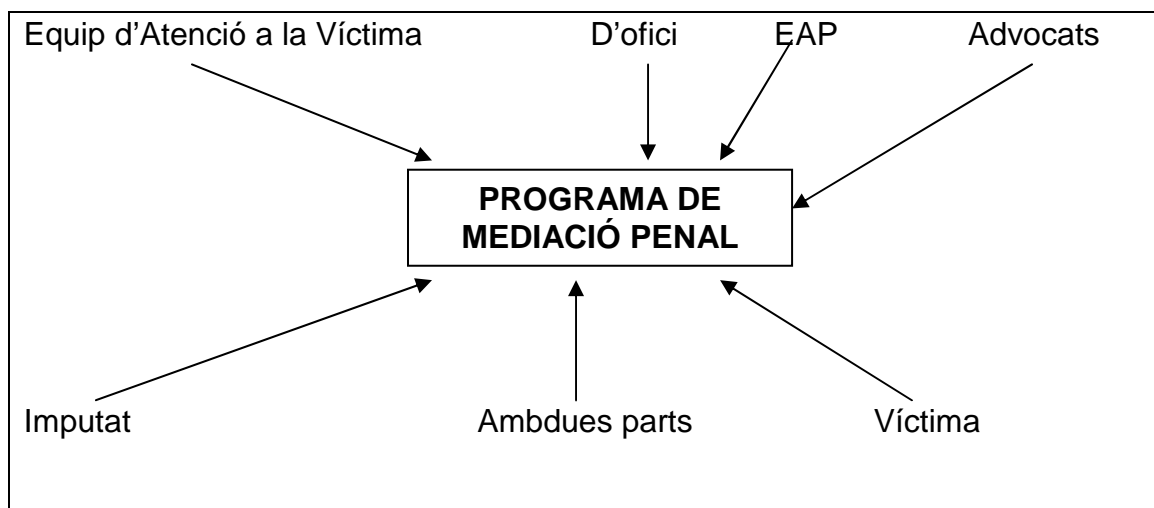 Equip d’Atenció a la Víctima D’ofici EAP Advocats
PROGRAMA DE
MEDIACIÓ PENAL
Imputat Ambdues parts Víctima